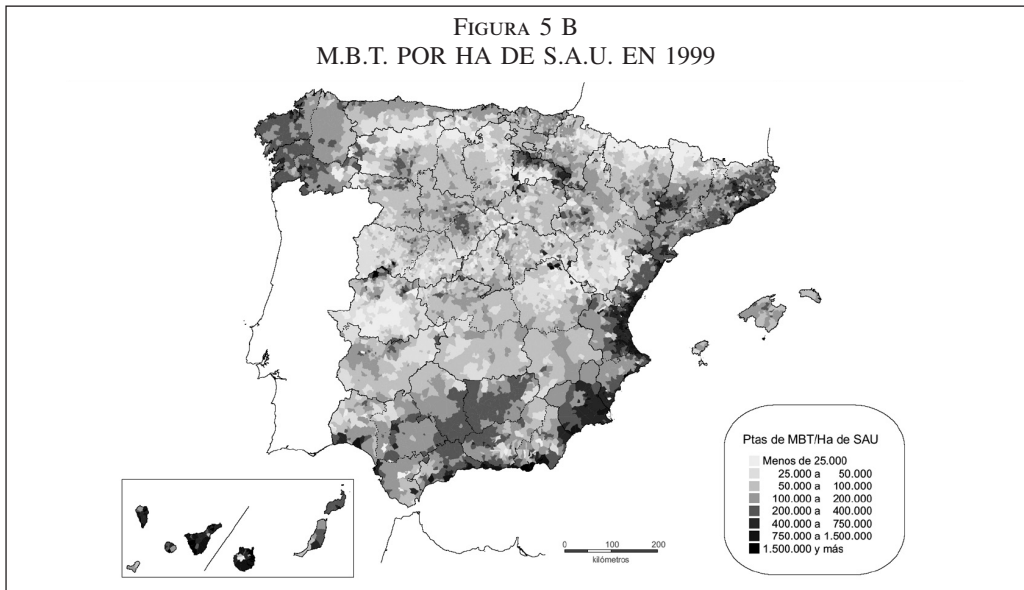 FIGURA 5 B
M.B.T. POR HA DE S.A.U. EN 1999
Ptas de MBT/Ha de SAU
Menos de 25.000
25.000 a 50.000
50.000 a 100.000
100.000 a 200.000
200.000 a 400.000
400.000 a 750.000
750.000 a 1.500.000
1.500.000 y más
0 100 200
kilómetros